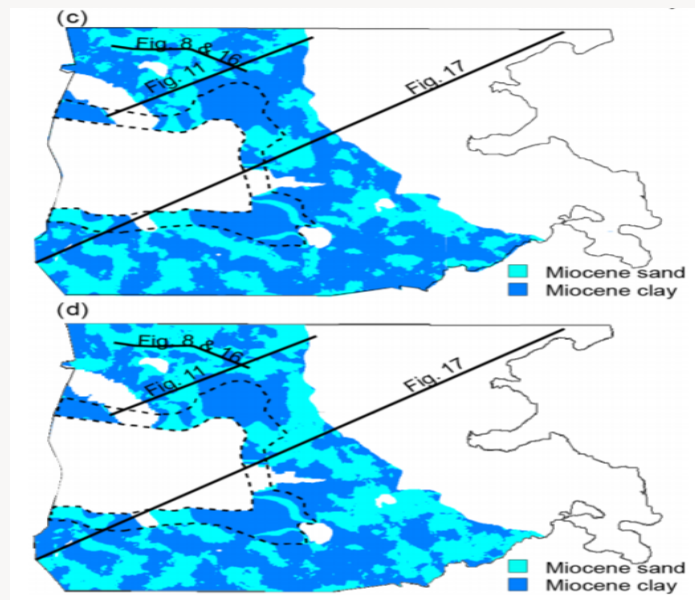 (c)
Fig. 8 & 16
Fig. 11
Fig. 17
Miocene sand
Miocene clay
(d)
Fig. 8 & 16
Fig. 11
Fig. 17
Miocene sand
Miocene clay